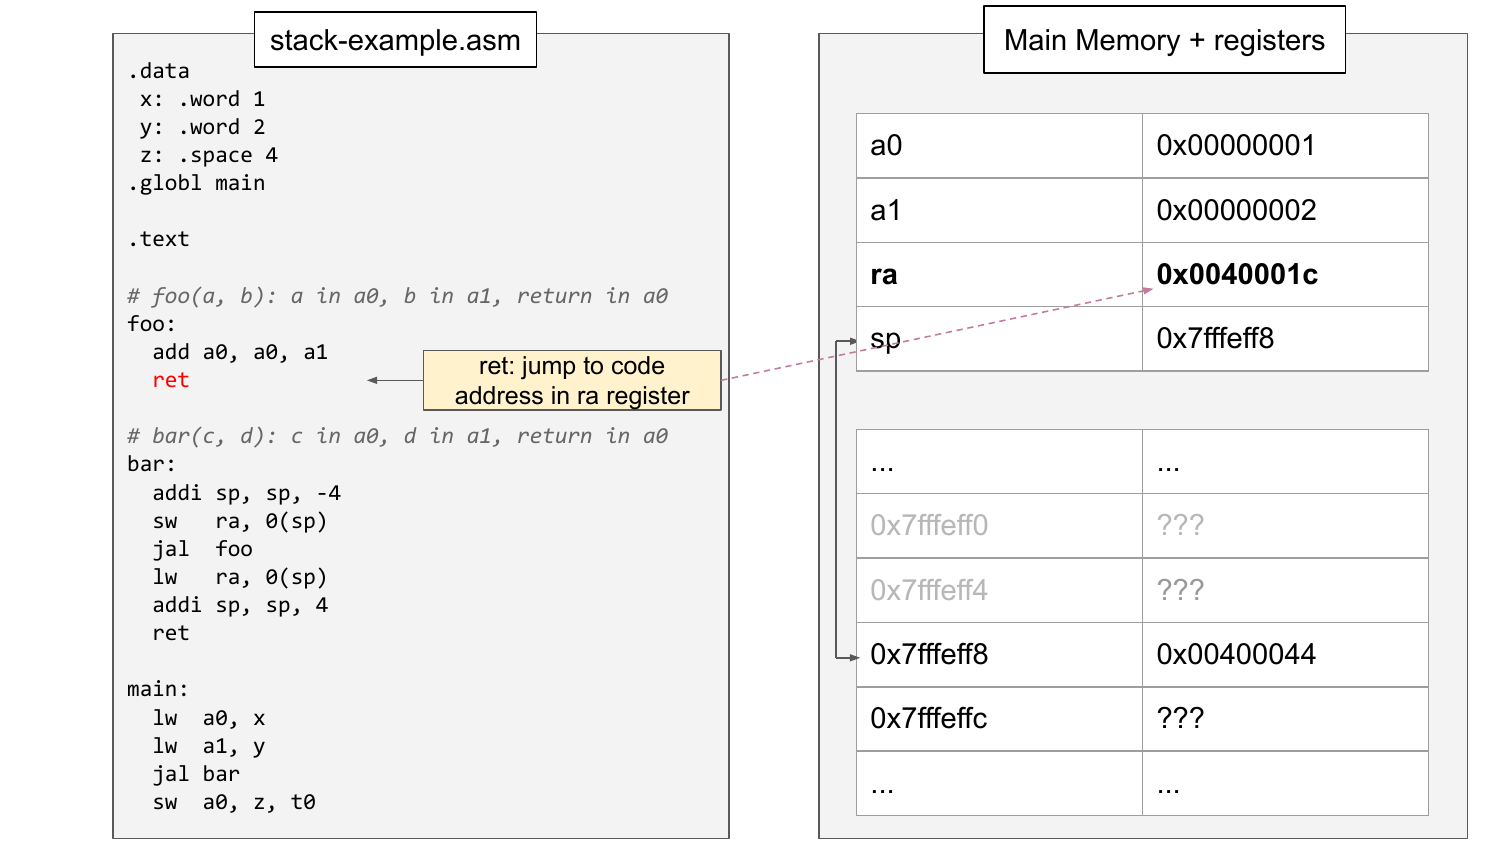 stack-example.asm
.data
 x: .word 1
 y: .word 2
 z: .space 4
.globl main

.text

# foo(a, b): a in a0, b in a1, return in a0
foo:
  add a0, a0, a1
  ret
ret: jump to code
address in ra register

# bar(c, d): c in a0, d in a1, return in a0
bar:
  addi sp, sp, -4
  sw   ra, 0(sp)
  jal  foo
  lw   ra, 0(sp)
  addi sp, sp, 4
  ret

main:
  lw  a0, x
  lw  a1, y
  jal bar
  sw  a0, z, t0
Main Memory + registers
a0 0x00000001
a1 0x00000002
ra 0x0040001c
sp 0x7fffeff8
... ...
0x7fffeff0 ???
0x7fffeff4 ???
0x7fffeff8 0x00400044
0x7fffeffc ???
... ...